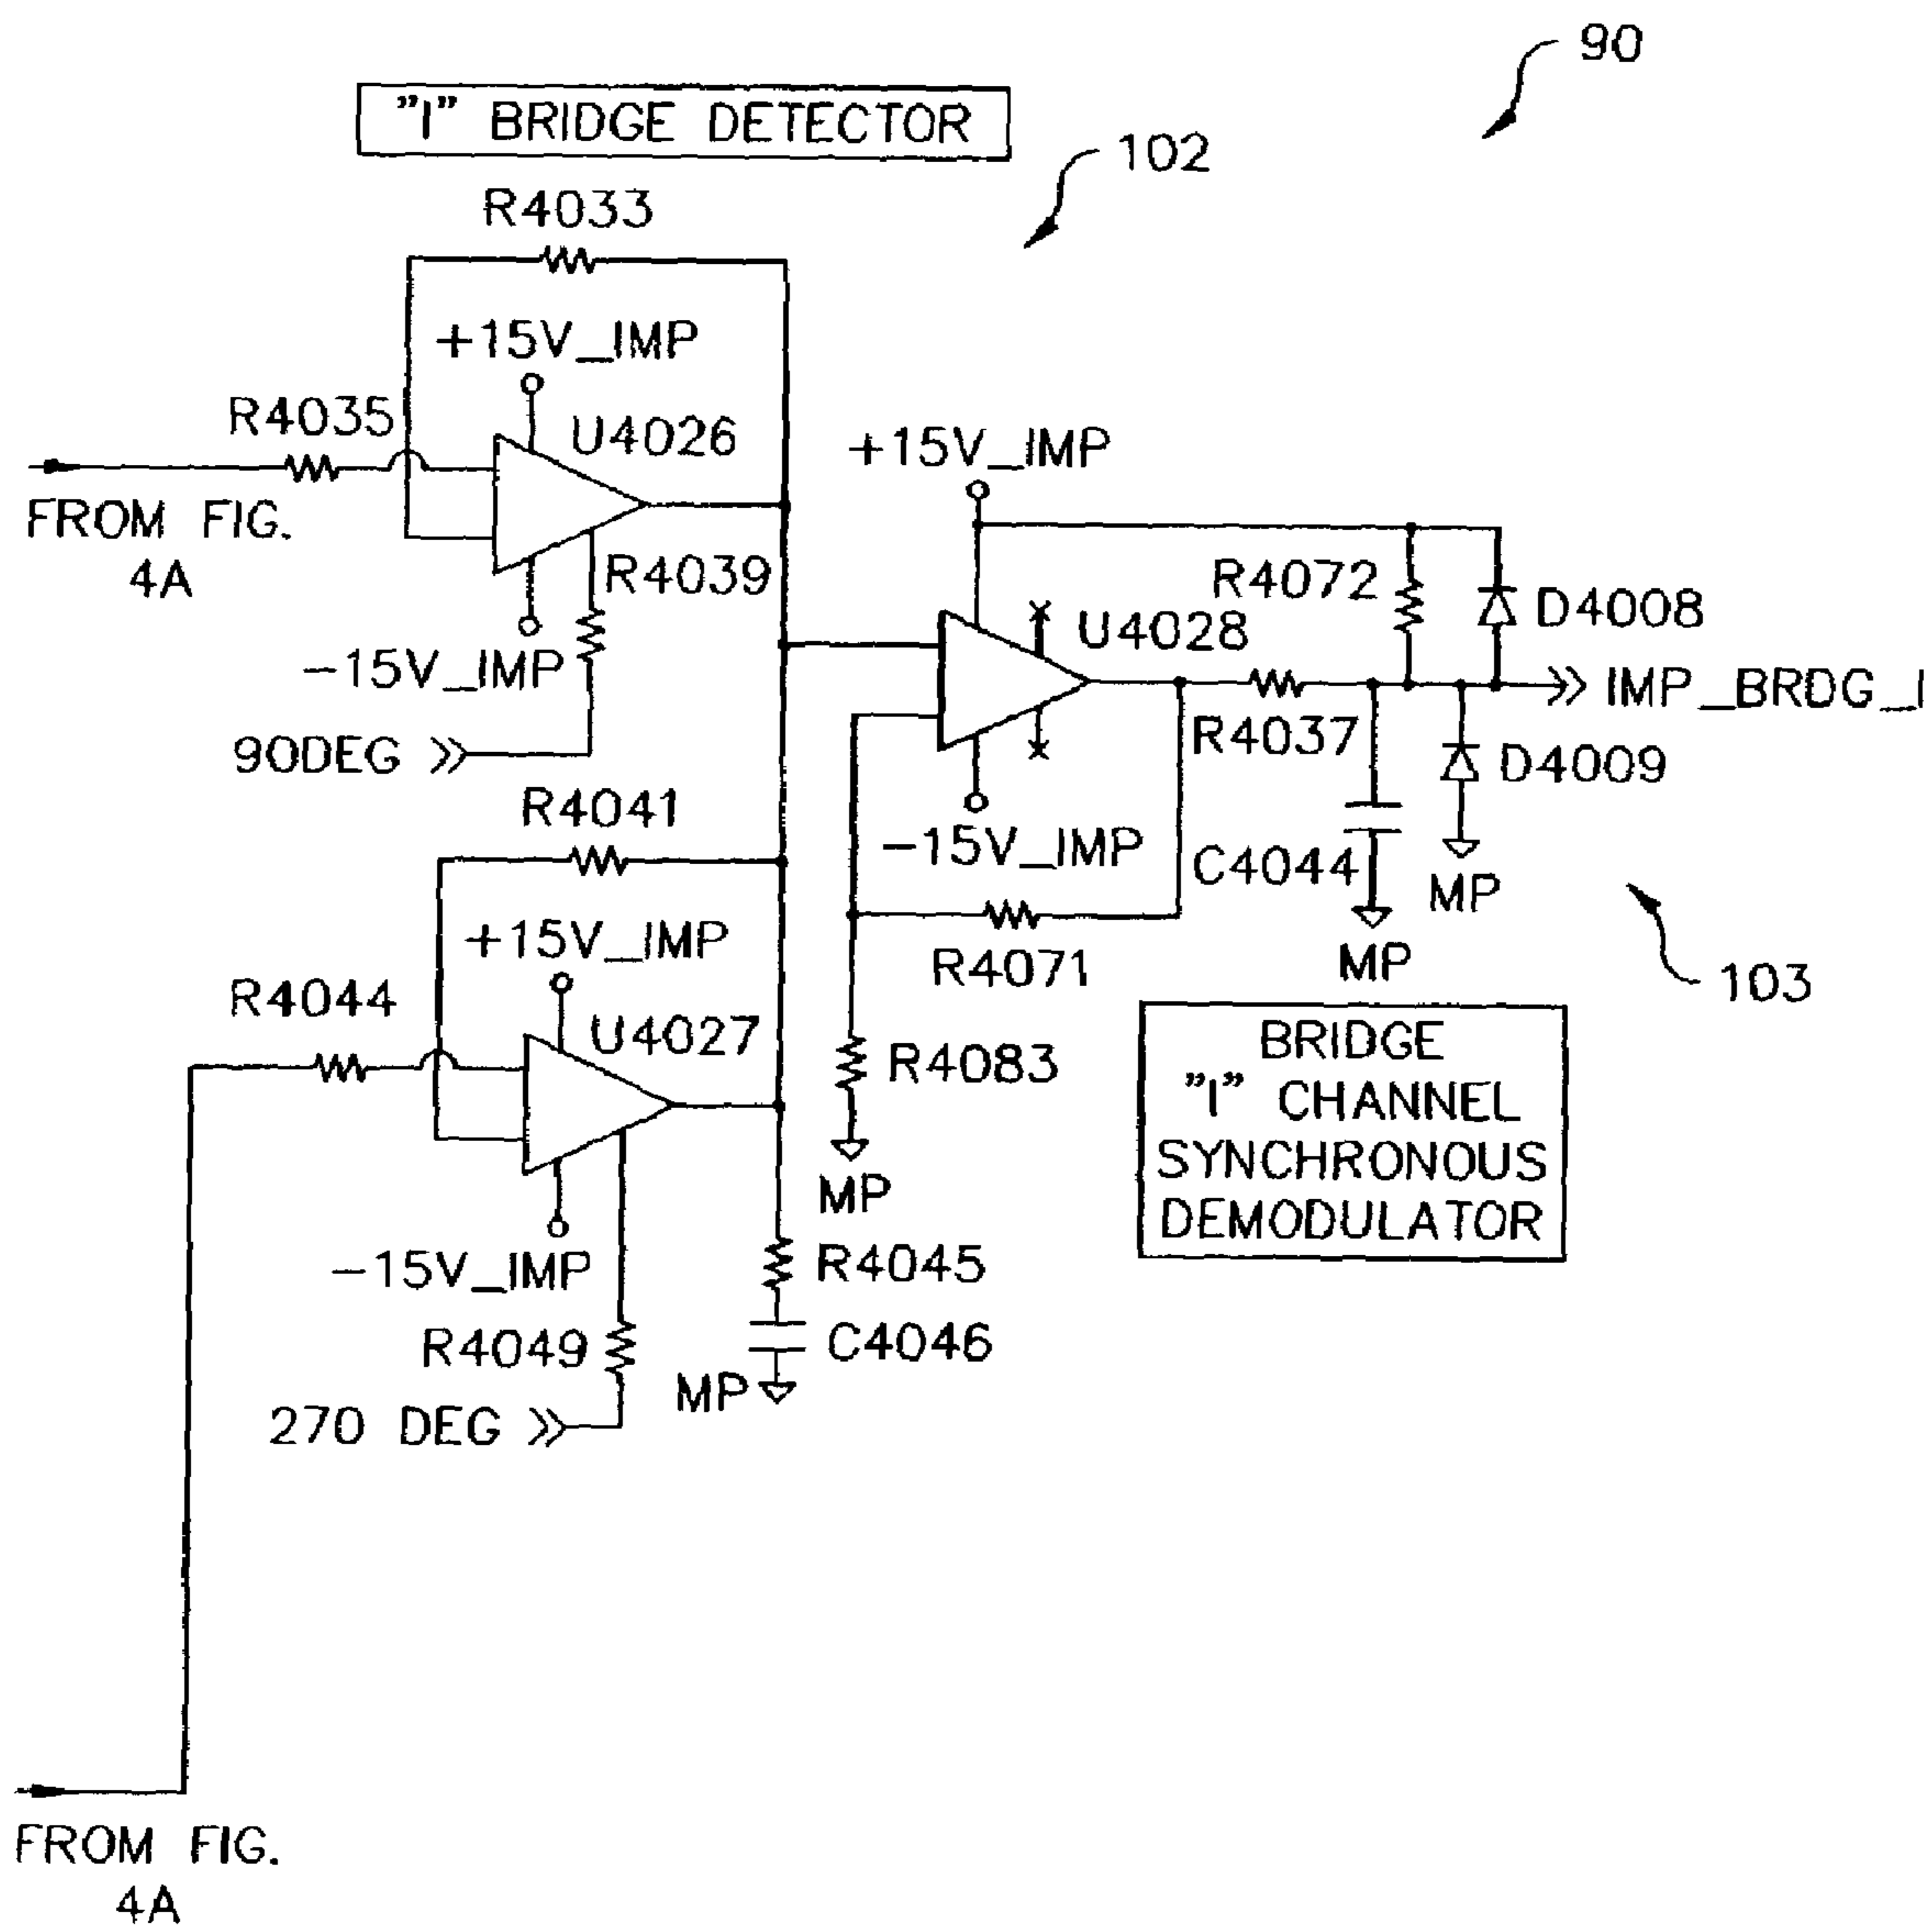 90
"I" BRIDGE DETECTOR
102
R4033
+15V_IMP
R4035
U4026
+15V_IMP
FROM FIG.
4A
R4039
R4072
D4008
U4028
-15V_IMP
IMP_BRDG_I
90DEG
R4037
D4009
R4041
-15V_IMP
C4044
MP
+15V_IMP
MP
R4071
R4044
103
U4027
R4083
BRIDGE
"I" CHANNEL
SYNCHRONOUS
DEMODULATOR
MP
-15V_IMP
R4045
R4049
C4046
MP
270 DEG
FROM FIG.
4A